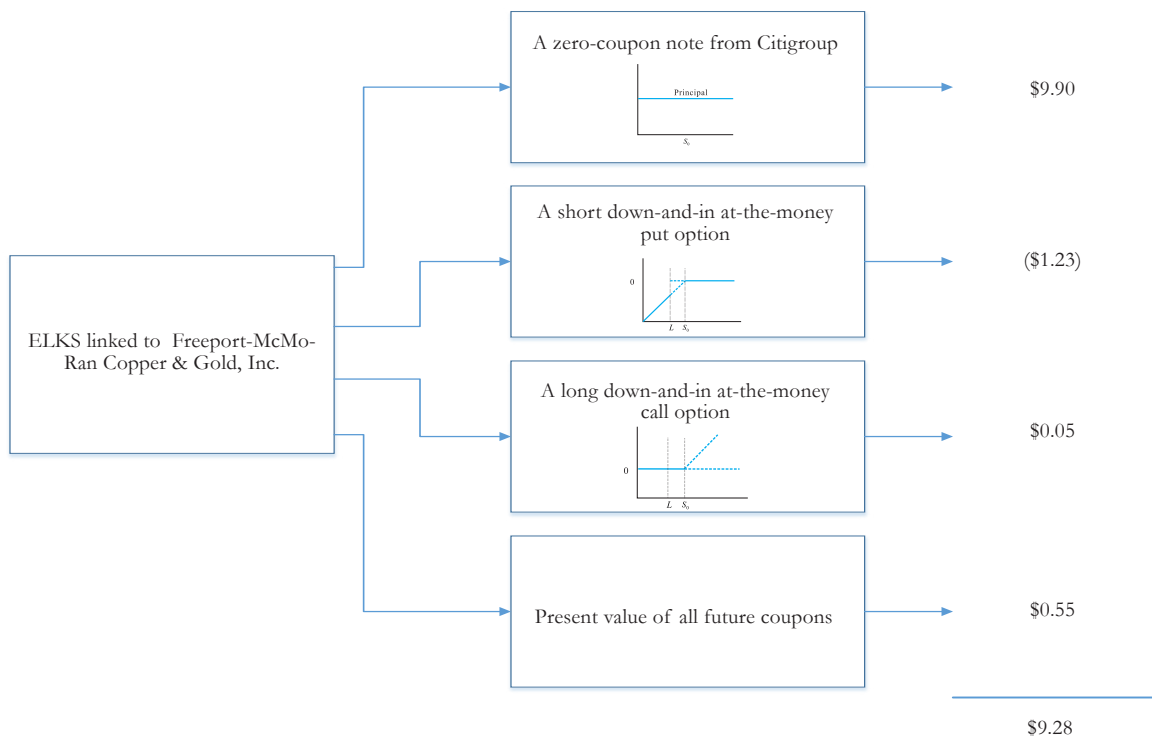 A zero-coupon note from Citigroup
Principal
S₀
$9.90
A short down-and-in at-the-money
put option
0
L S₀
($1.23)
ELKS linked to Freeport-McMo-
Ran Copper & Gold, Inc.
A long down-and-in at-the-money
call option
0
L S₀
$0.05
Present value of all future coupons
$0.55
$9.28